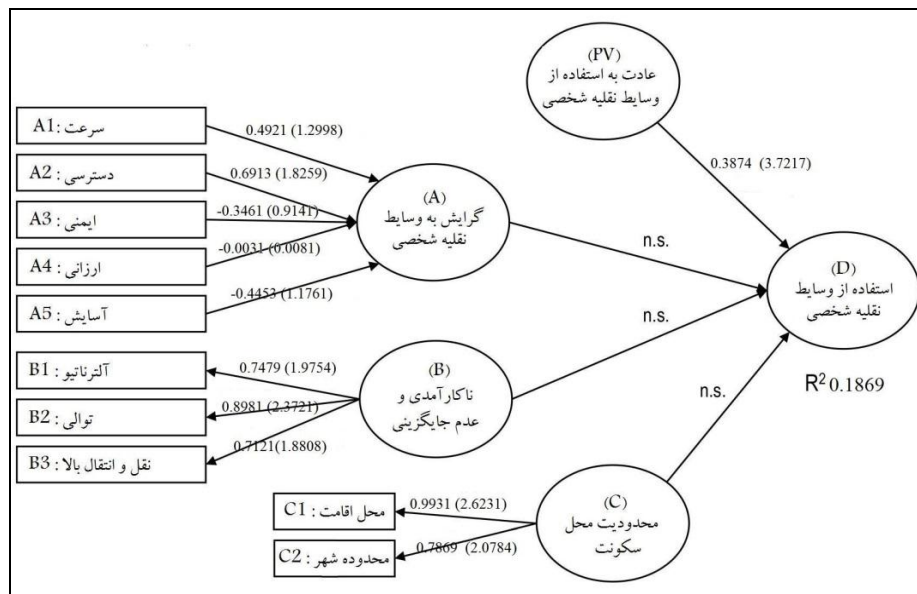 (PV)
عادت به استفاده از
وسایط نقلیه شخصی
0.3874 (3.7217)
A1 : سرعت
A2 : دسترسی
A3 : ایمنی
A4 : ارزانی
A5 : آسایش
0.4921 (1.2998)
0.6913 (1.8259)
-0.3461 (0.9141)
-0.0031 (0.0081)
-0.4453 (1.1761)
(A)
گرایش به وسایط
نقلیه شخصی
n.s.
(D)
استفاده از وسایط
نقلیه شخصی
R² 0.1869
B1 : آلترناتیو
B2 : توالی
B3 : نقل و انتقال بالا
0.7479 (1.9754)
0.8981 (2.3721)
0.7121(1.8808)
(B)
ناکارآمدی و
عدم جایگزینی
n.s.
n.s.
C1 : محل اقامت
C2 : محدوده شهر
0.9931 (2.6231)
0.7869 (2.0784)
(C)
محدودیت محل
سکونت